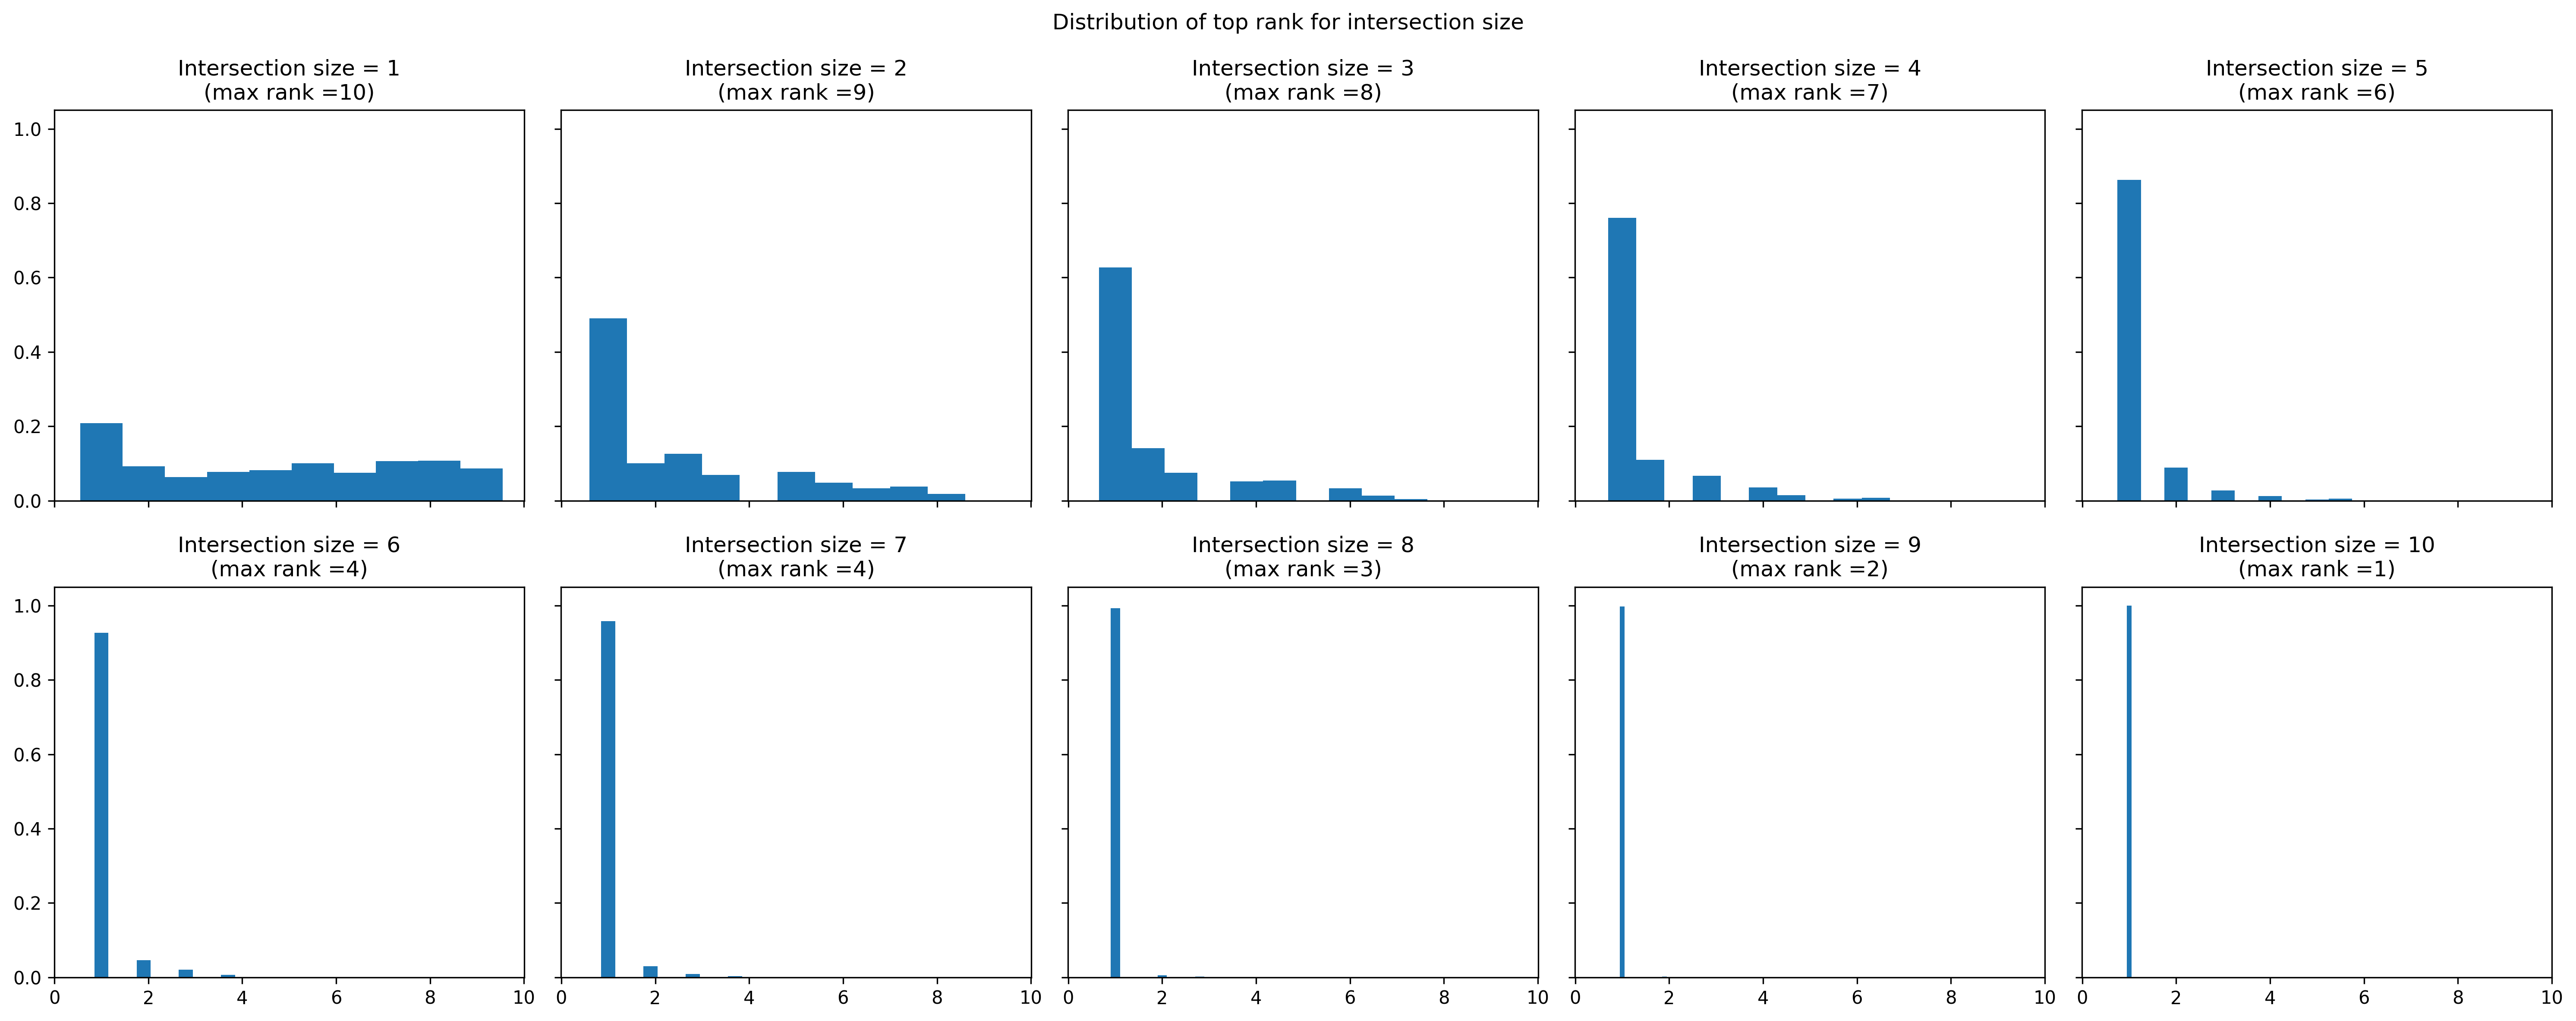 Distribution of top rank for intersection size
Intersection size = 1
(max rank =10)
Intersection size = 2
(max rank =9)
Intersection size = 3
(max rank =8)
Intersection size = 4
(max rank =7)
Intersection size = 5
(max rank =6)
1.0
0.8
0.6
0.4
0.2
0.0
Intersection size = 6
(max rank =4)
Intersection size = 7
(max rank =4)
Intersection size = 8
(max rank =3)
Intersection size = 9
(max rank =2)
Intersection size = 10
(max rank =1)
1.0
0.8
0.6
0.4
0.2
0.0
0 2 4 6 8 10
0 2 4 6 8 10
0 2 4 6 8 10
0 2 4 6 8 10
0 2 4 6 8 10